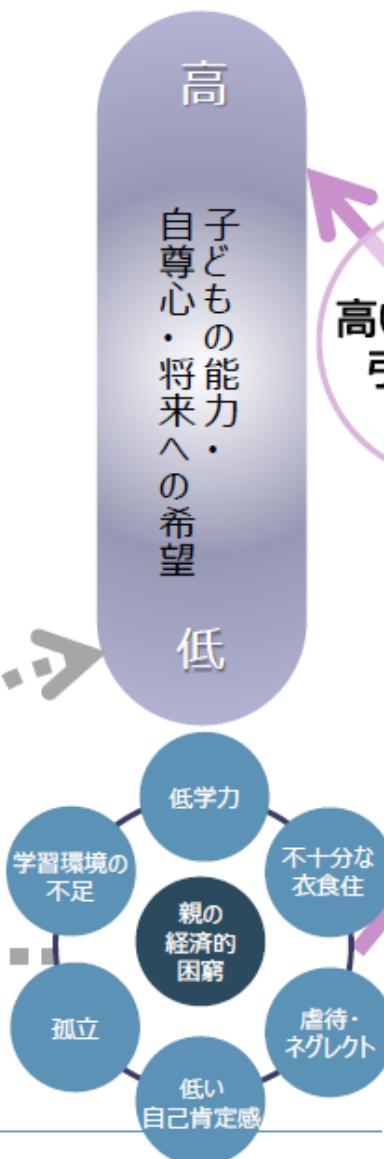 高
子どもの能力・
自尊心・将来への希望
低
高
引
低学力
学習環境の
不足
不十分な
衣食住
親の
経済的
困窮
孤立
虐待・
ネグレクト
低い
自己肯定感